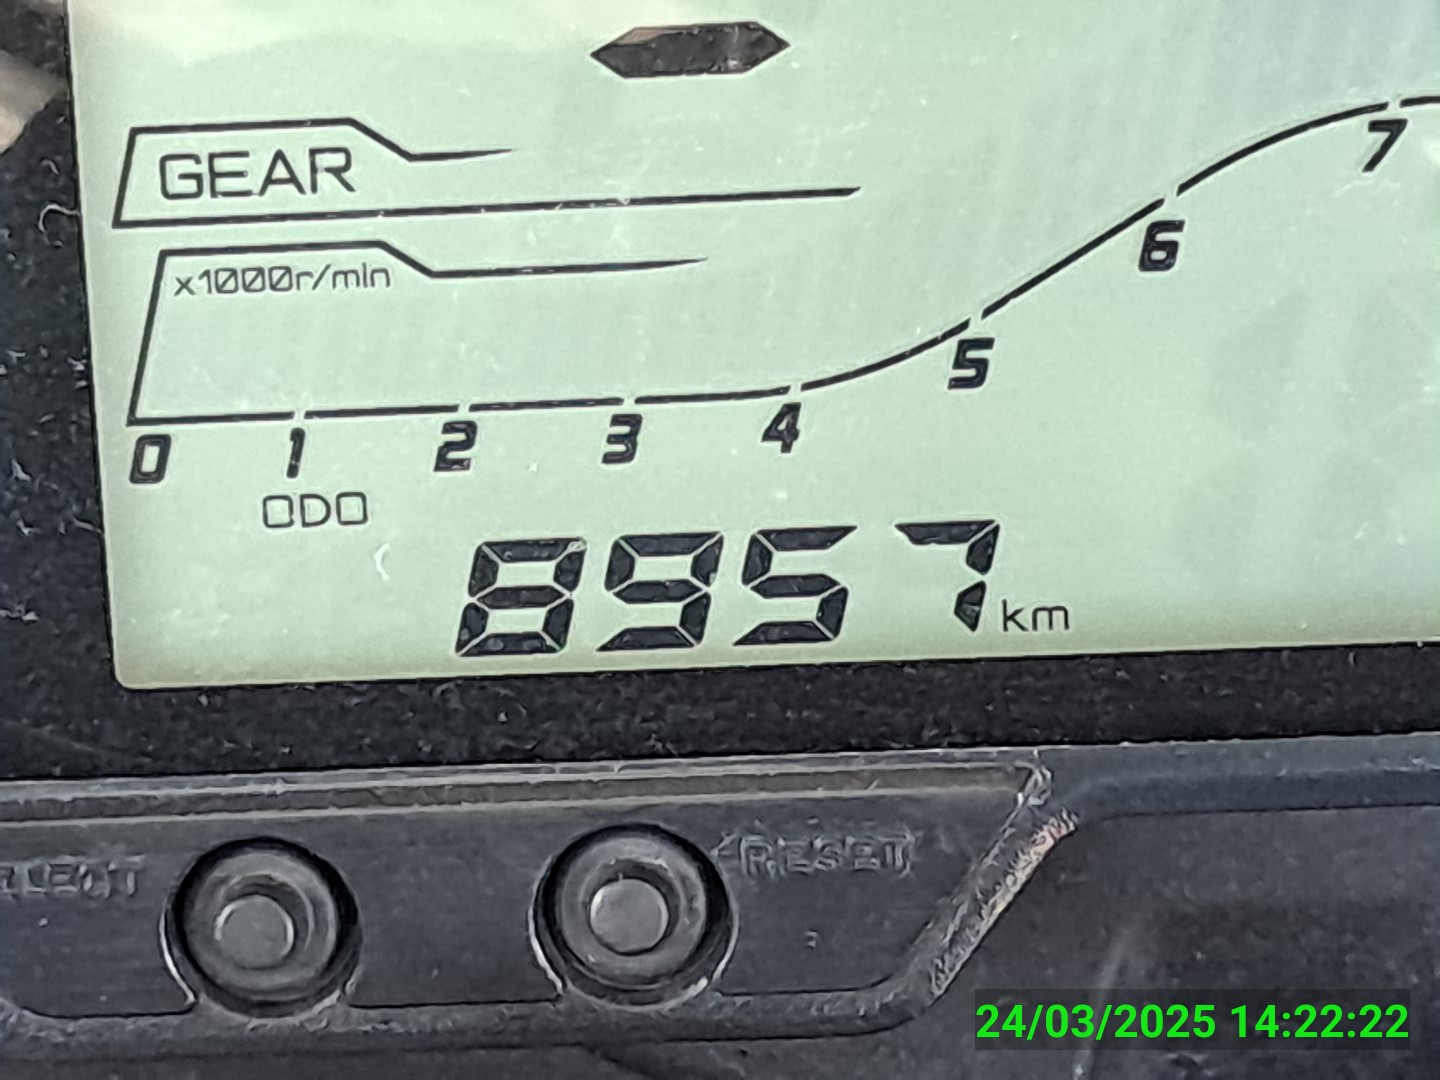 GEAR
x1000r/min
0 1 2 3 4 5 6 7
ODO
8957 km
RESET
24/03/2025 14:22:22